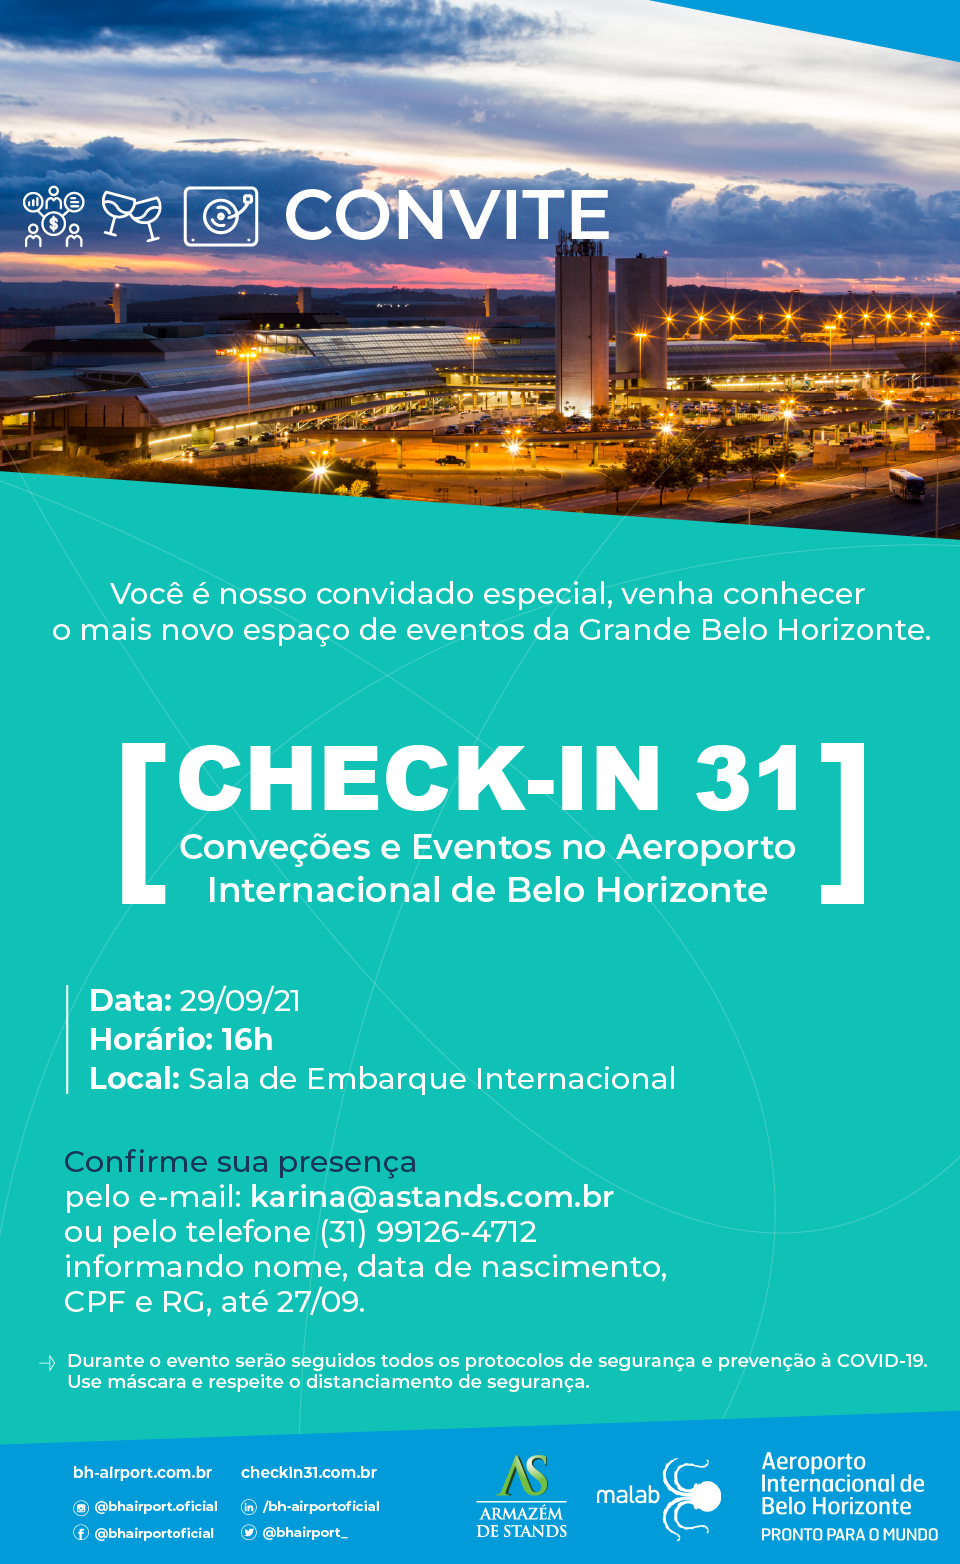 CONVITE
Você é nosso convidado especial, venha conhecer
o mais novo espaço de eventos da Grande Belo Horizonte.
[CHECK-IN 31]
Conveções e Eventos no Aeroporto
Internacional de Belo Horizonte
Data: 29/09/21
Horário: 16h
Local: Sala de Embarque Internacional
Confirme sua presença
pelo e-mail: karina@astands.com.br
ou pelo telefone (31) 99126-4712
informando nome, data de nascimento,
CPF e RG, até 27/09.
Durante o evento serão seguidos todos os protocolos de segurança e prevenção à COVID-19.
Use máscara e respeite o distanciamento de segurança.
bh-airport.com.br
@bhairport.oficial
@bhairportoficial
checkin31.com.br
/bh-airportoficial
@bhairport_
AS
ARMAZÉM
DE STANDS
malab
Aeroporto
Internacional de
Belo Horizonte
PRONTO PARA O MUNDO